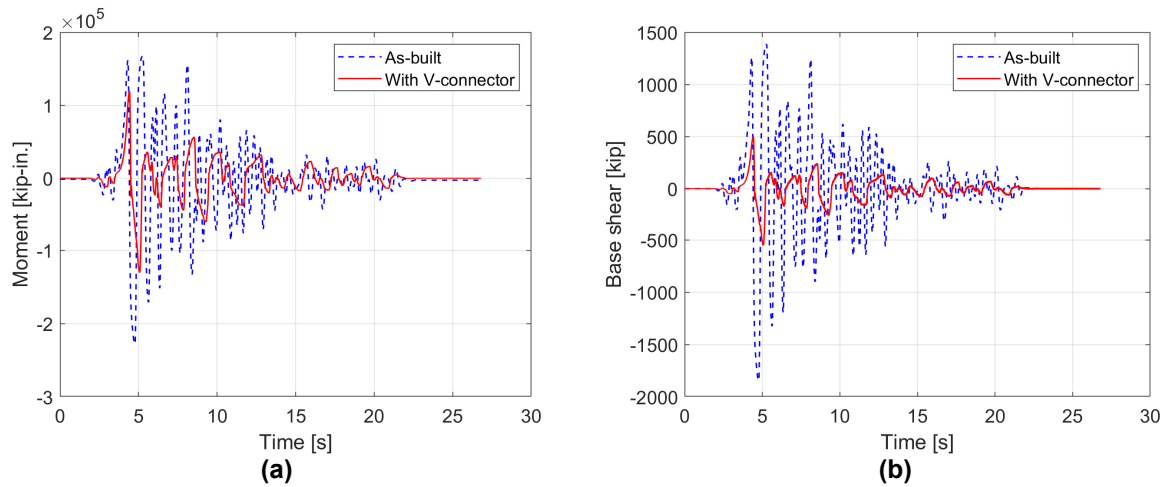 ×10⁵
2
1
0
-1
-2
-3
Moment [kip-in.]
As-built
With V-connector
0 5 10 15 20 25 30
Time [s]
(a)
1500
1000
500
0
-500
-1000
-1500
-2000
Base shear [kip]
As-built
With V-connector
0 5 10 15 20 25 30
Time [s]
(b)